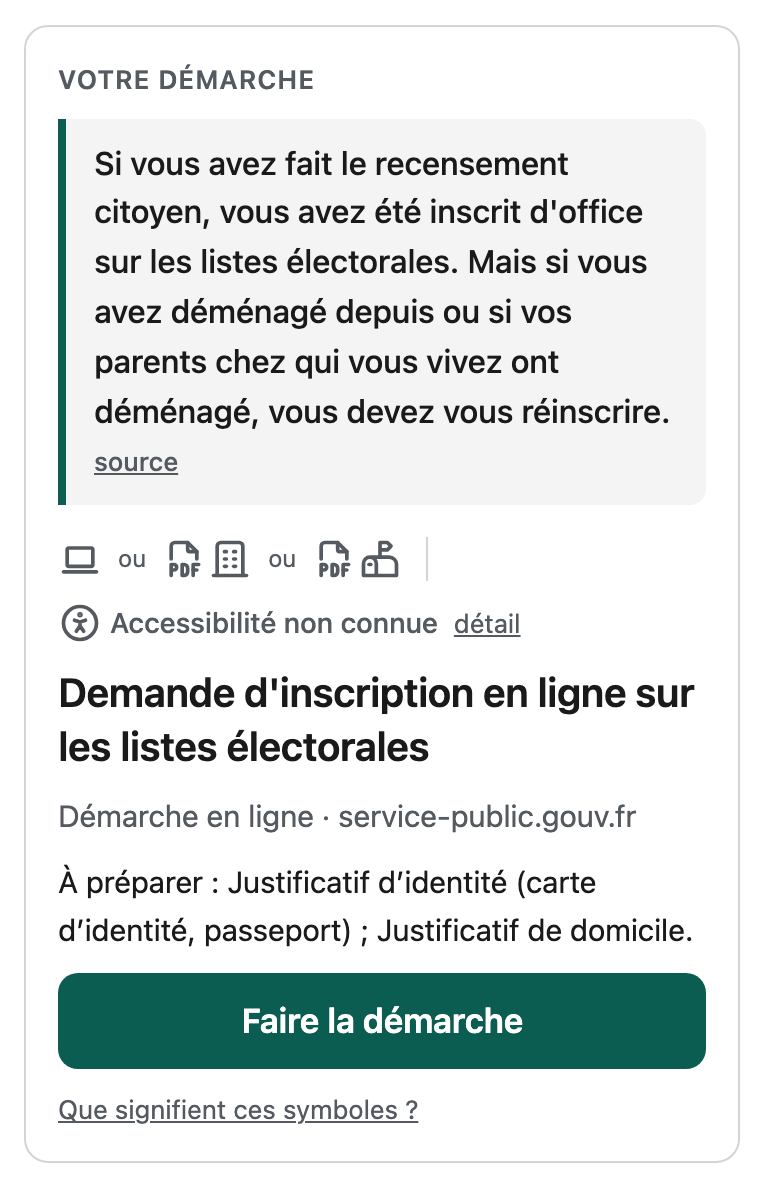 VOTRE DÉMARCHE
Si vous avez fait le recensement
citoyen, vous avez été inscrit d'office
sur les listes électorales. Mais si vous
avez déménagé depuis ou si vos
parents chez qui vous vivez ont
déménagé, vous devez vous réinscrire.
source
ou PDF ou PDF
Accessibilité non connue détail
Demande d'inscription en ligne sur
les listes électorales
Démarche en ligne · service-public.gouv.fr
À préparer : Justificatif d’identité (carte
d’identité, passeport) ; Justificatif de domicile.
Faire la démarche
Que signifient ces symboles ?